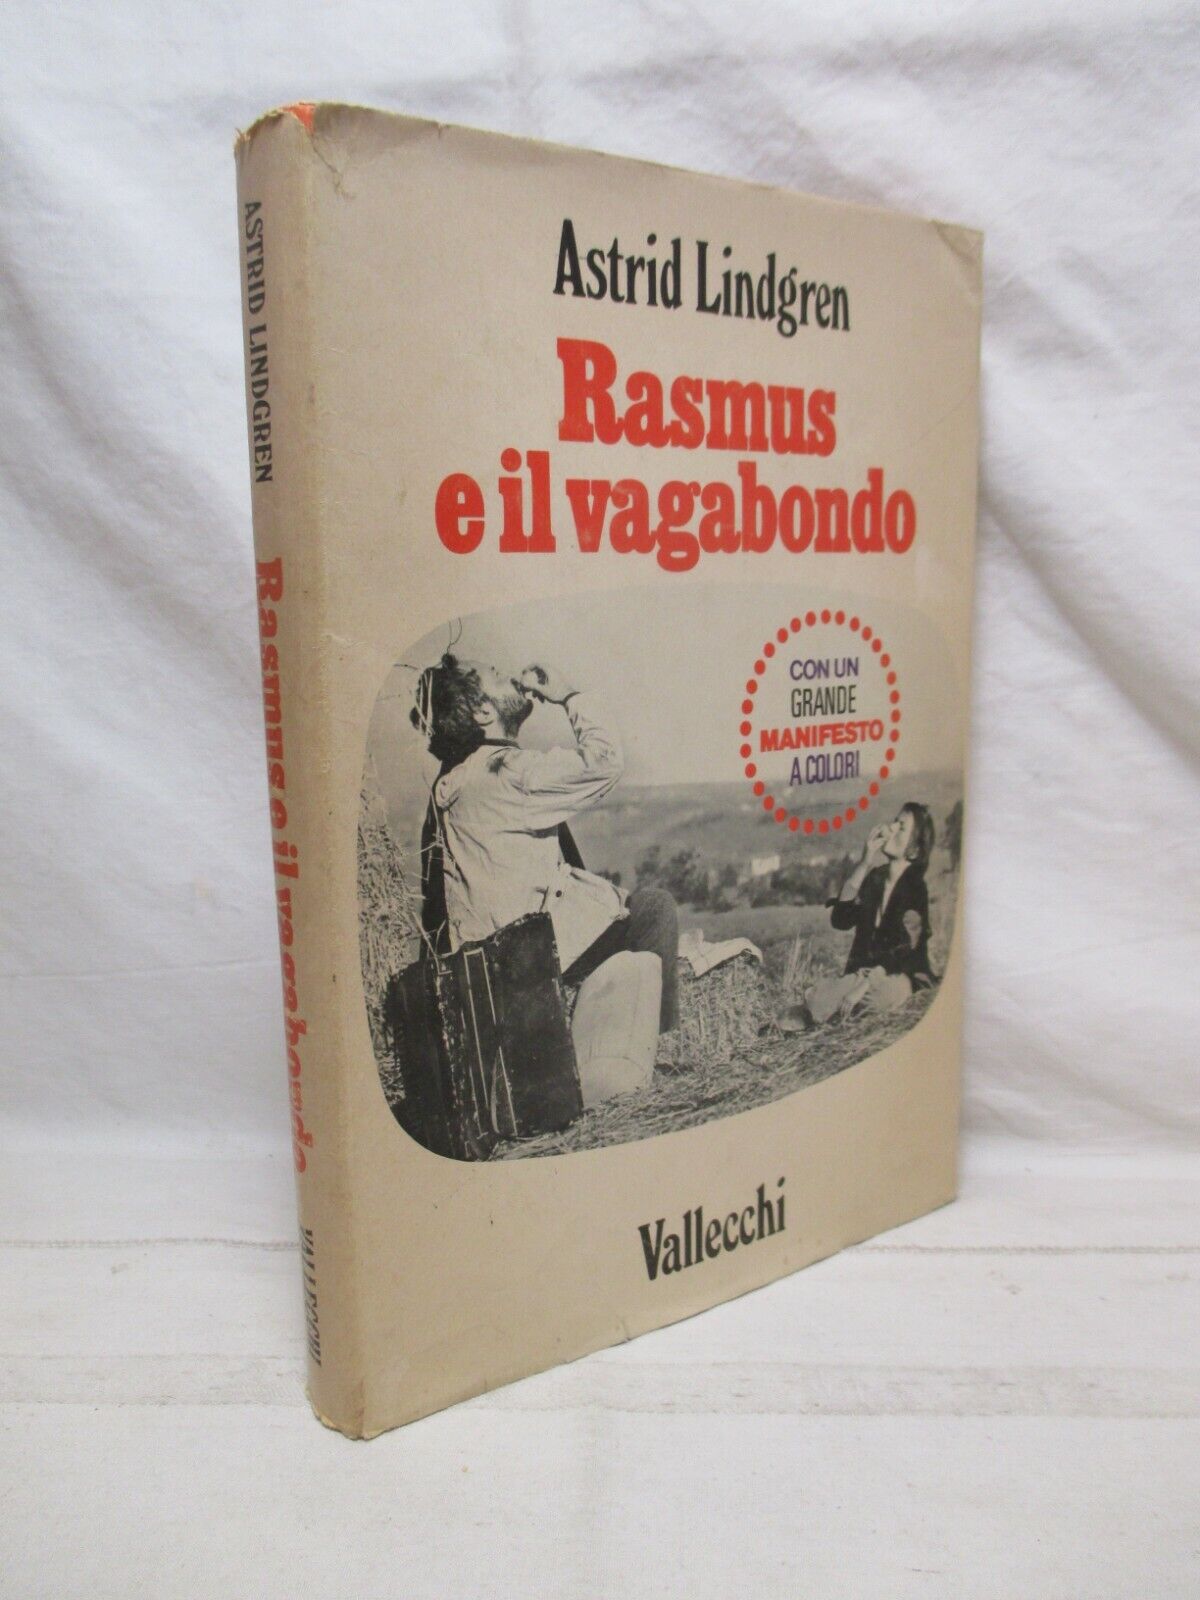 Astrid Lindgren
Rasmus
e il vagabondo
CON UN
GRANDE
MANIFESTO
A COLORI
Vallecchi
ASTRID LINDGREN
Rasmus e il vagabondo
VALLECCHI